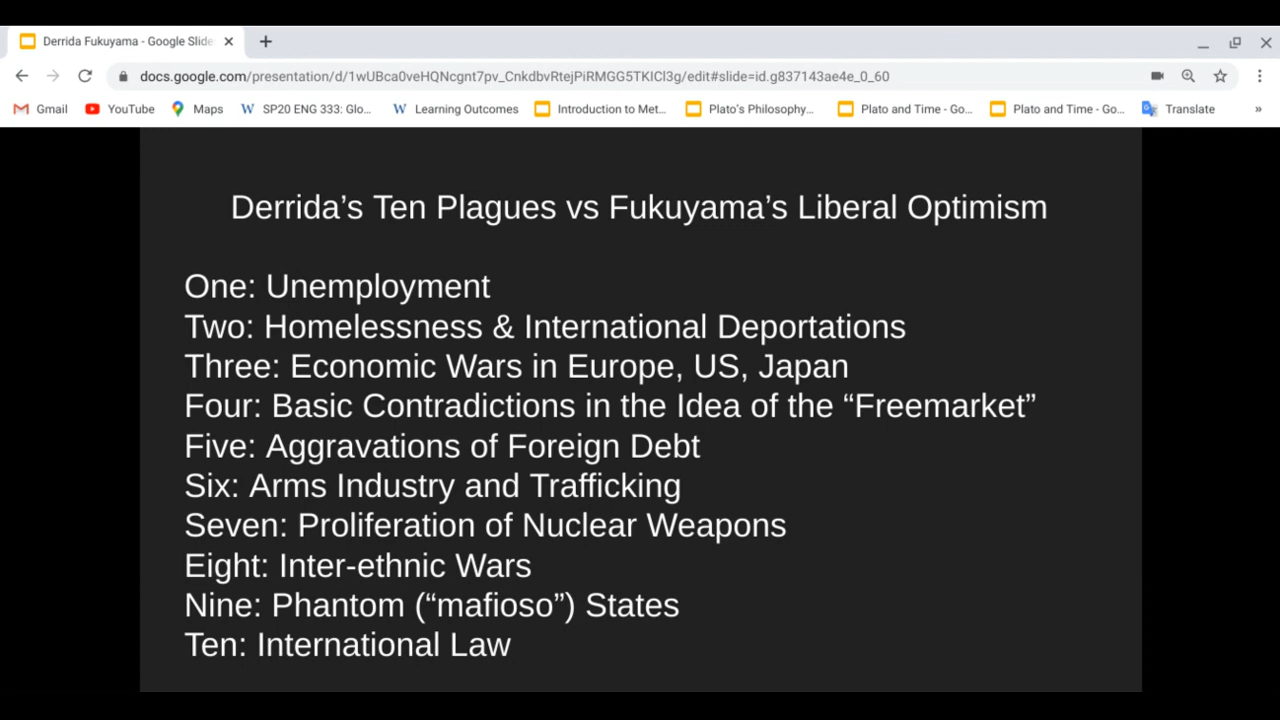 Derrida Fukuyama - Google Slide
docs.google.com/presentation/d/1wUBca0veHQNcgnt7pv_CnkdbvRtejPiRMGG5TKICl3g/edit#slide=id.g837143ae4e_0_60
Gmail YouTube Maps W SP20 ENG 333: Glo... W Learning Outcomes Introduction to Met... Plato's Philosophy... Plato and Time - Go... Plato and Time - Go... Translate »
Derrida’s Ten Plagues vs Fukuyama’s Liberal Optimism
One: Unemployment
Two: Homelessness & International Deportations
Three: Economic Wars in Europe, US, Japan
Four: Basic Contradictions in the Idea of the “Freemarket”
Five: Aggravations of Foreign Debt
Six: Arms Industry and Trafficking
Seven: Proliferation of Nuclear Weapons
Eight: Inter-ethnic Wars
Nine: Phantom (“mafioso”) States
Ten: International Law